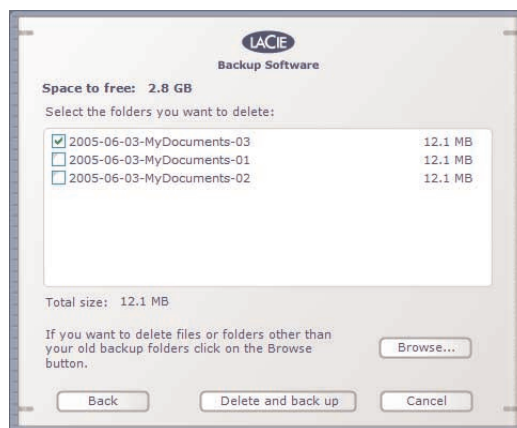 LACIE
Backup Software
Space to free: 2.8 GB
Select the folders you want to delete:
2005-06-03-MyDocuments-03 12.1 MB
2005-06-03-MyDocuments-01 12.1 MB
2005-06-03-MyDocuments-02 12.1 MB
Total size: 12.1 MB
If you want to delete files or folders other than
your old backup folders click on the Browse
button.
Browse...
Back Delete and back up Cancel